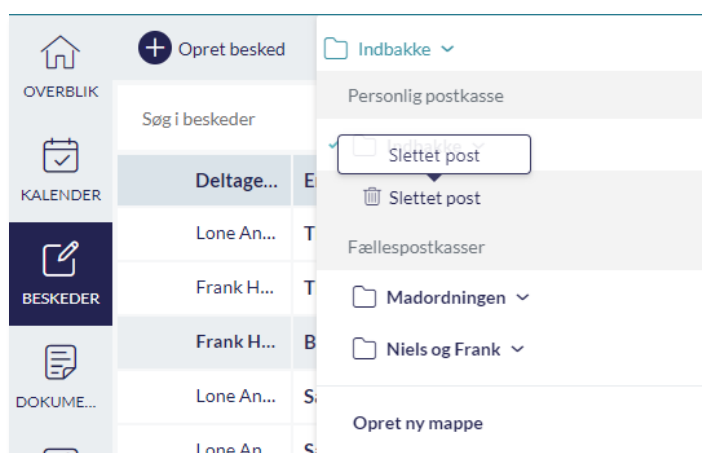 OVERBLIK
KALENDER
BESKEDER
DOKUME...
Opret besked
Søg i beskeder
Deltage...
Lone An...
Frank H...
Frank H...
Lone An...
Lone An
Indbakke
Personlig postkasse
Indbakke
Slettet post
Slettet post
Fællespostkasser
Madordningen
Niels og Frank
Opret ny mappe